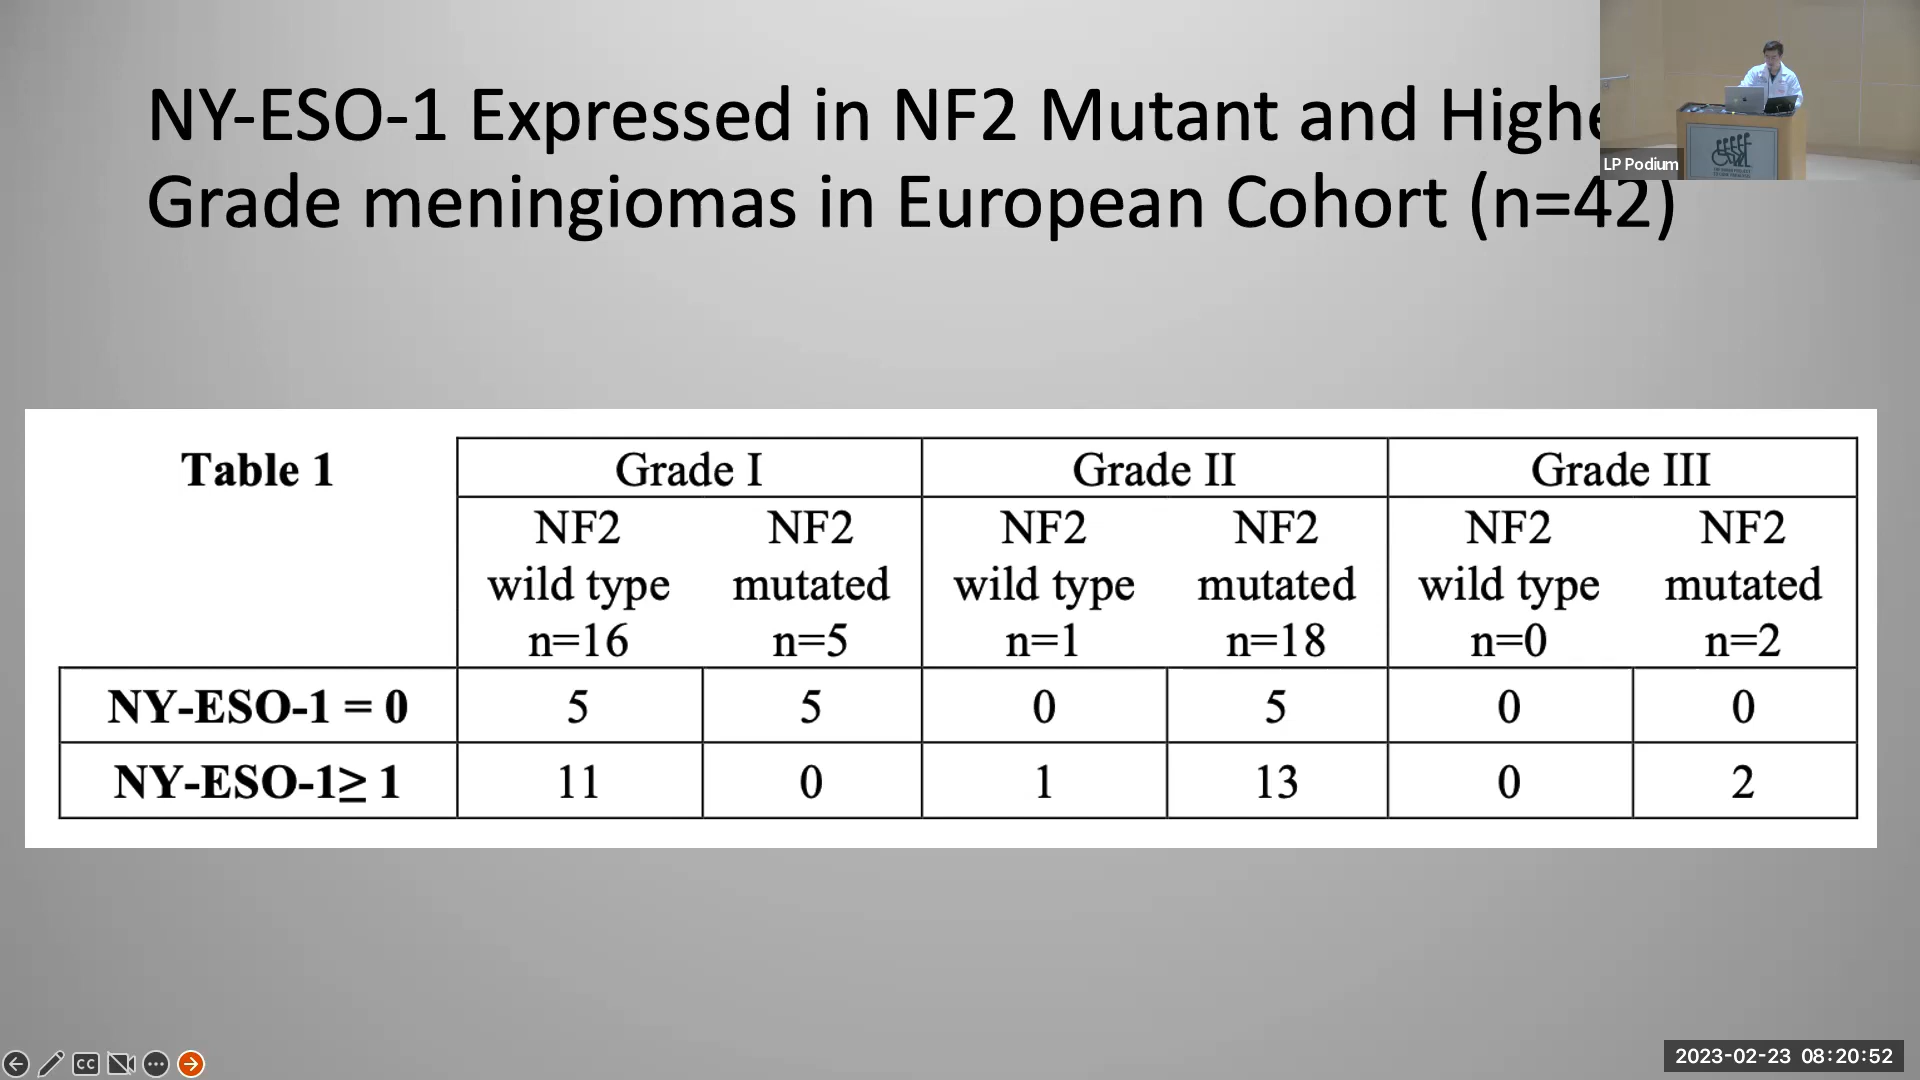 NY-ESO-1 Expressed in NF2 Mutant and Highe
Grade meningiomas in European Cohort (n=42)
LP Podium
Table 1
Grade I
Grade II
Grade III
NF2 wild type n=16
NF2 mutated n=5
NF2 wild type n=1
NF2 mutated n=18
NF2 wild type n=0
NF2 mutated n=2
NY-ESO-1 = 0 5 5 0 5 0 0
NY-ESO-1≥ 1 11 0 1 13 0 2
CC
2023-02-23 08:20:52